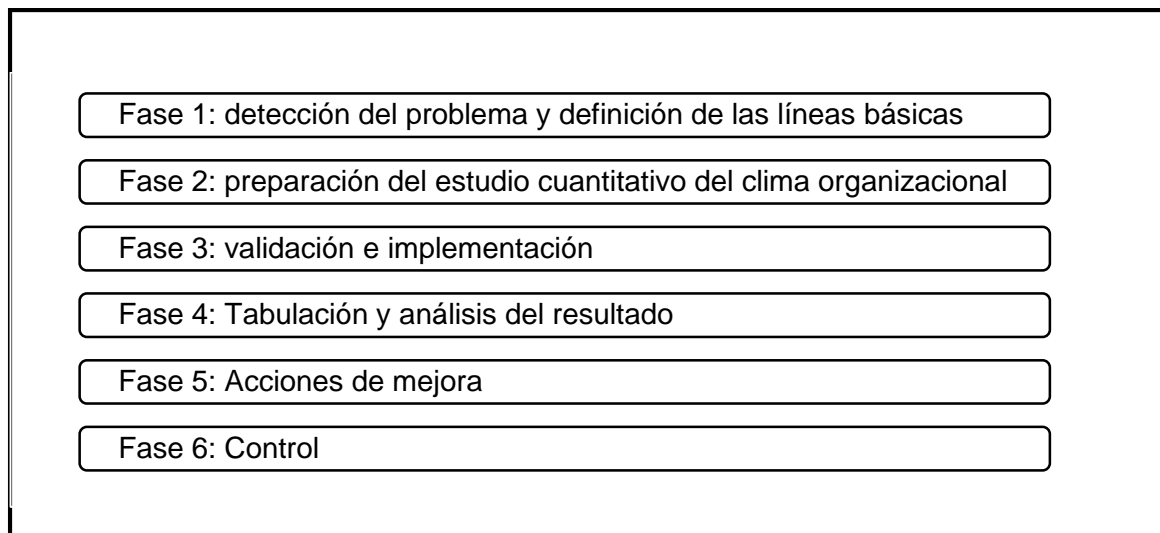 Fase 1: detección del problema y definición de las líneas básicas
Fase 2: preparación del estudio cuantitativo del clima organizacional
Fase 3: validación e implementación
Fase 4: Tabulación y análisis del resultado
Fase 5: Acciones de mejora
Fase 6: Control